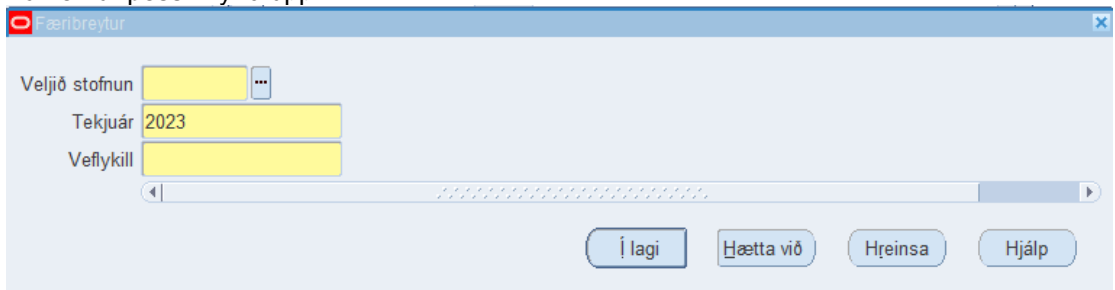 Færibreytur
Veljið stofnun
Tekjuár 2023
Veflykill
Í lagi Hætta við Hreinsa Hjálp